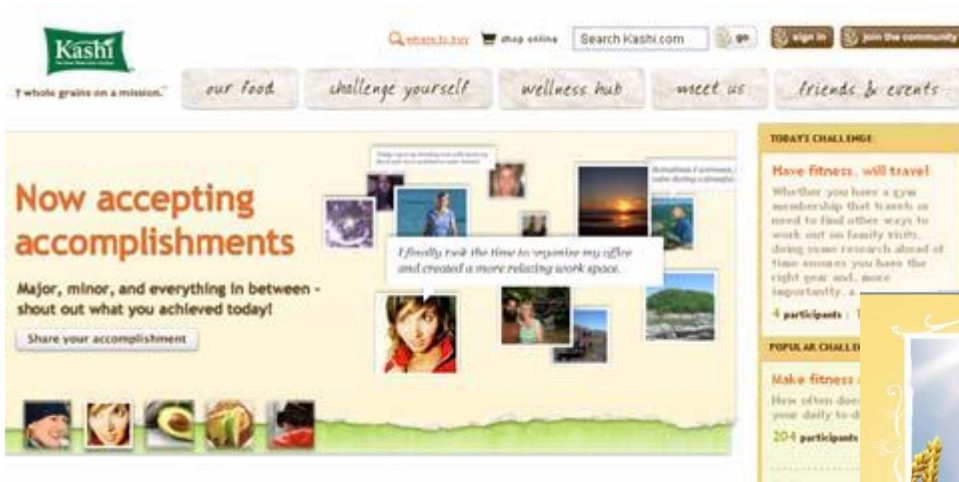 Kashi
7 whole grains on a mission.
where to buy
shop online
Search Kashi.com
go
sign in
join the community
our food
challenge yourself
wellness hub
meet us
friends & events
Now accepting
accomplishments
Major, minor, and everything in between -
shout out what you achieved today!
Share your accomplishment
I finally took the time to organize my office
and created a more relaxing work space.
TODAY'S CHALLENGE
Have fitness, will travel
Whether you have a gym
membership that travels or
need to find other ways to
work out on family visits,
doing some research ahead of
time ensures you have the
right gear and, more
importantly, a
4 participants
POPULAR CHALLEN
Make fitness
How often does
your daily to-d
204 participants